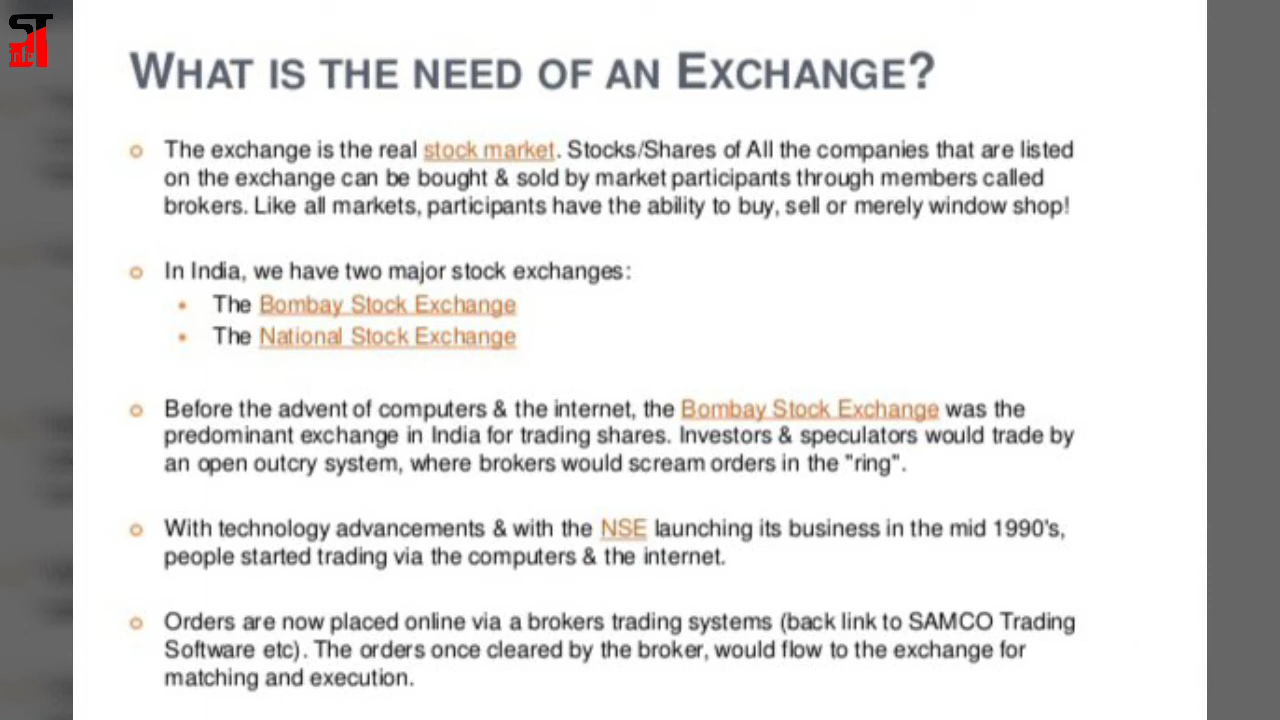 ST
info
WHAT IS THE NEED OF AN EXCHANGE?
The exchange is the real stock market. Stocks/Shares of All the companies that are listed
on the exchange can be bought & sold by market participants through members called
brokers. Like all markets, participants have the ability to buy, sell or merely window shop!
In India, we have two major stock exchanges:
The Bombay Stock Exchange
The National Stock Exchange
Before the advent of computers & the internet, the Bombay Stock Exchange was the
predominant exchange in India for trading shares. Investors & speculators would trade by
an open outcry system, where brokers would scream orders in the "ring".
With technology advancements & with the NSE launching its business in the mid 1990's,
people started trading via the computers & the internet.
Orders are now placed online via a brokers trading systems (back link to SAMCO Trading
Software etc). The orders once cleared by the broker, would flow to the exchange for
matching and execution.